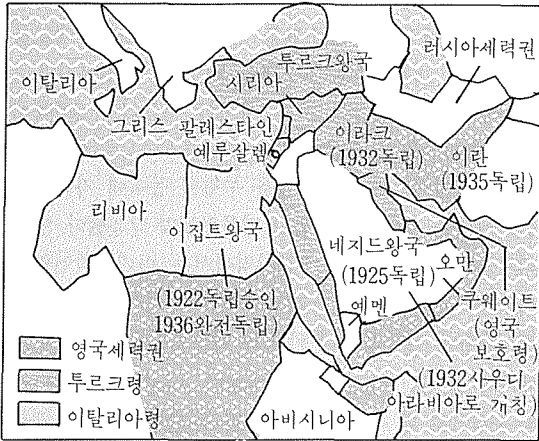 러시아세력권
투르크왕국
이탈리아
시리아
그리스
팔레스타인
예루살렘
이라크
(1932독립)
이란
(1935독립)
리비아
이집트왕국
(1922독립승인
1936완전독립)
네지드왕국
(1925독립)
오만
예멘
쿠웨이트
(영국
보호령)
(1932사우디
아라비아로 개칭)
아비시니아
영국세력권
투르크령
이탈리아령